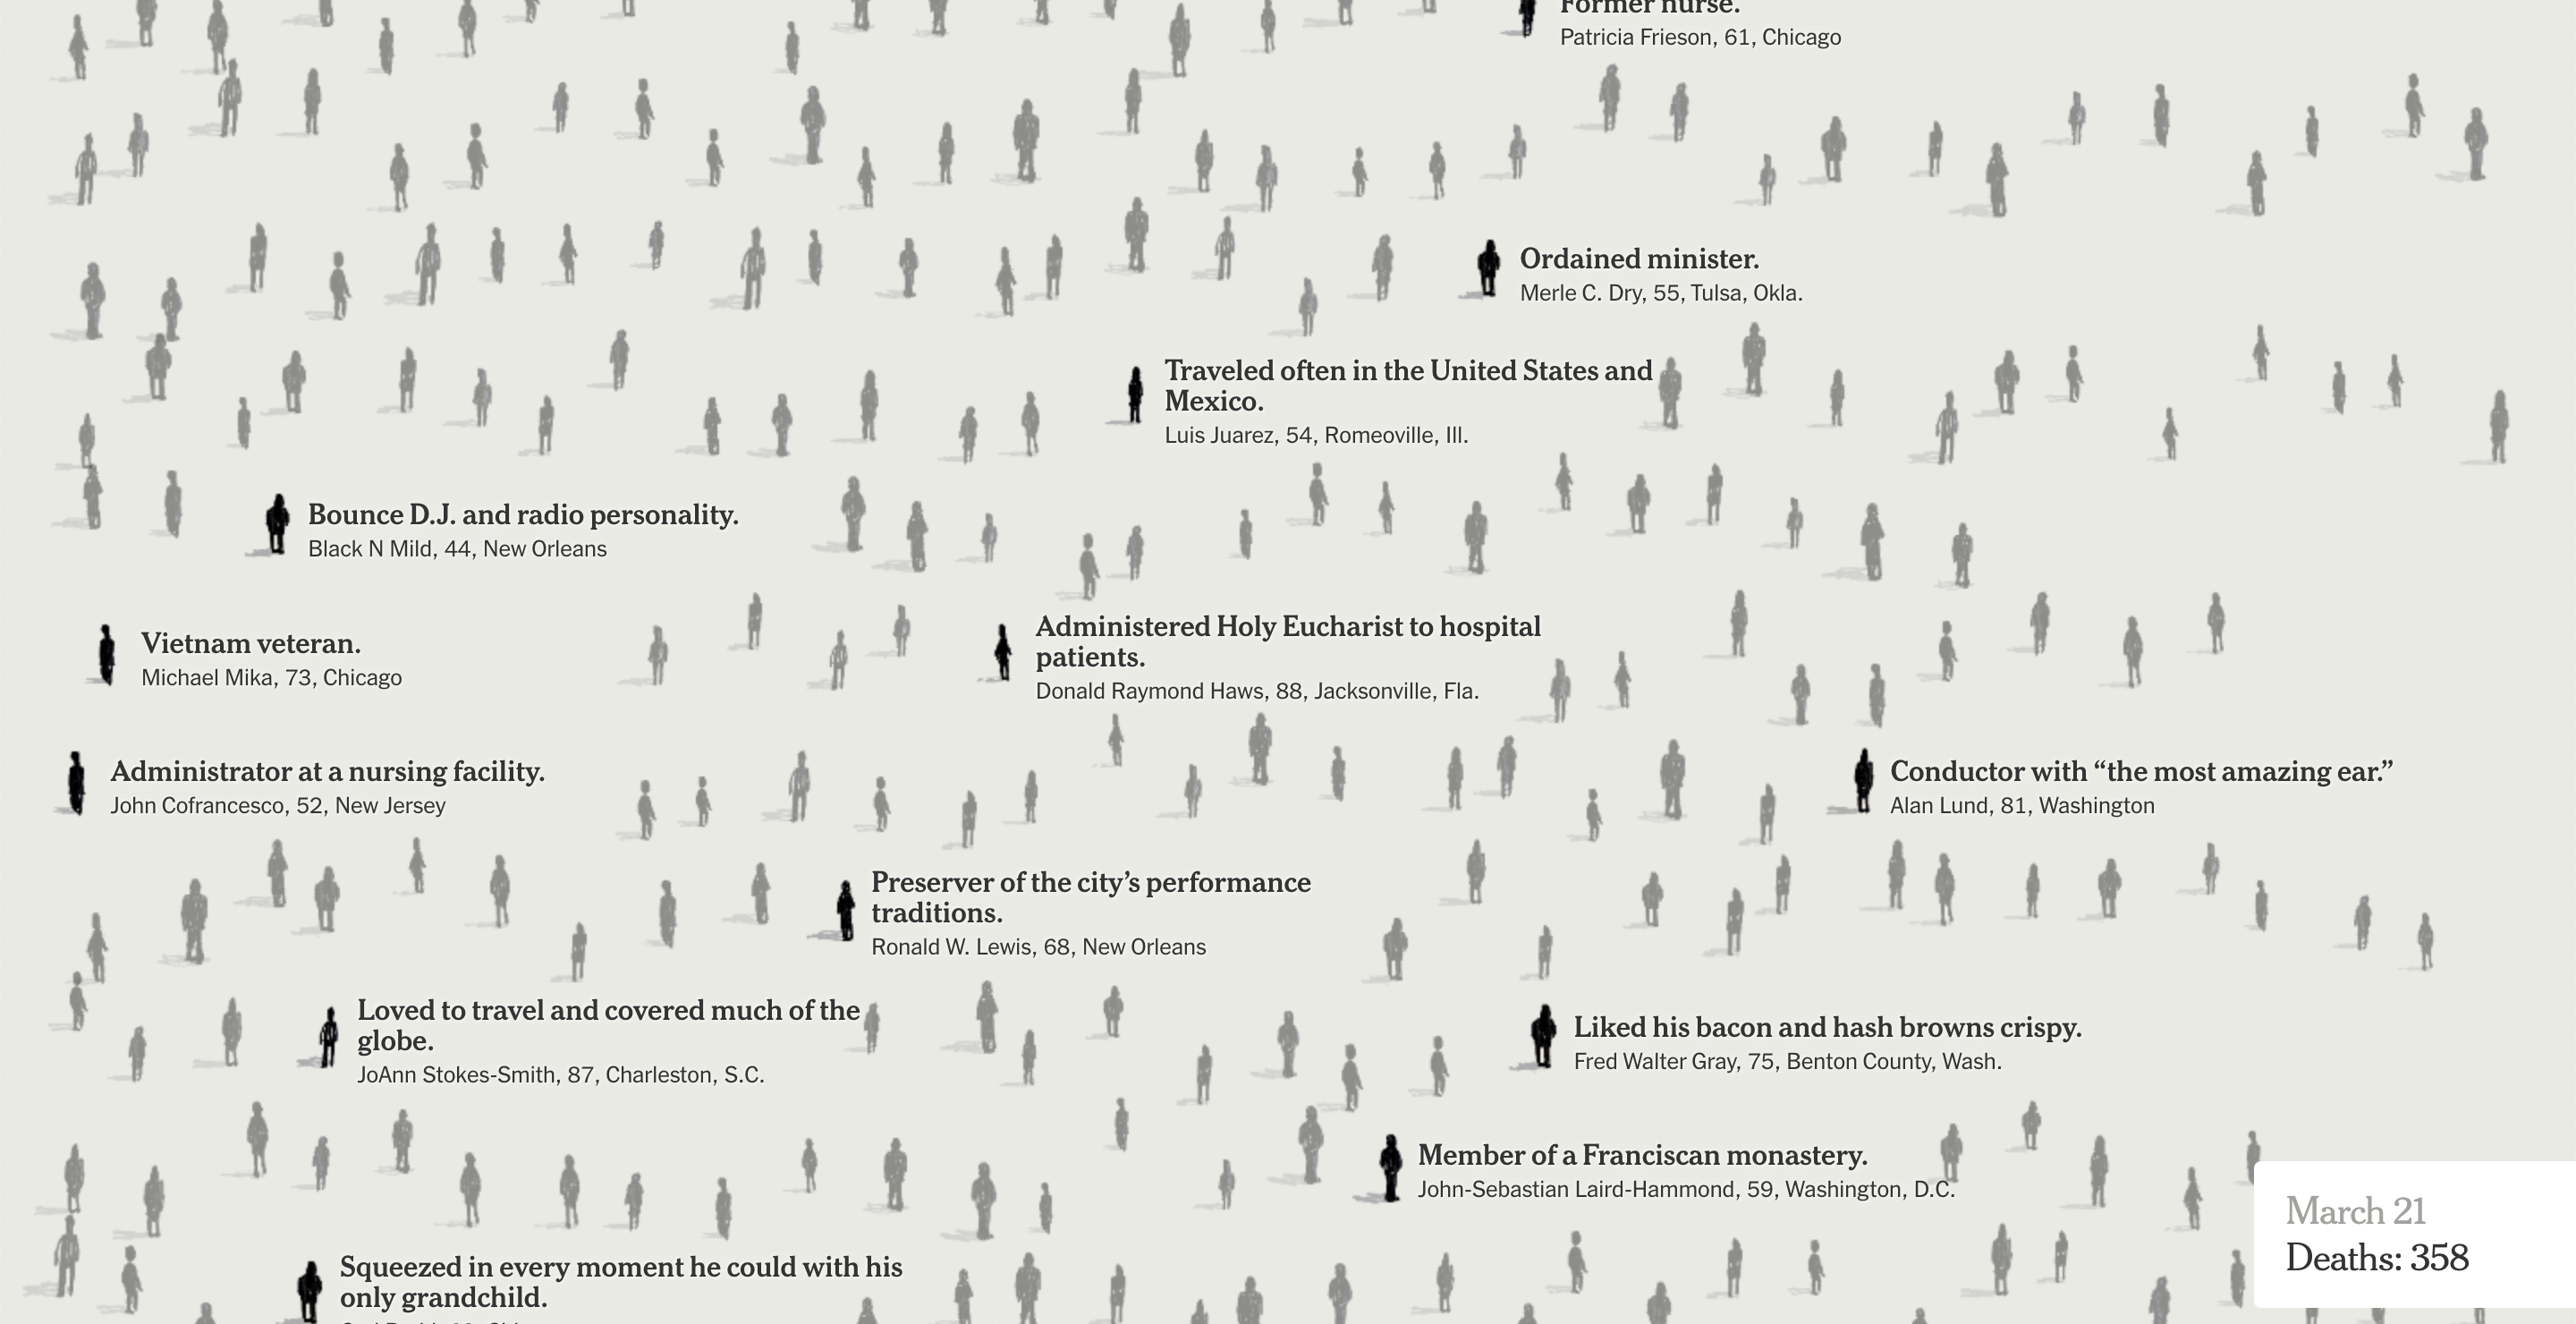 Former nurse.
Patricia Frieson, 61, Chicago
Ordained minister.
Merle C. Dry, 55, Tulsa, Okla.
Traveled often in the United States and
Mexico.
Luis Juarez, 54, Romeoville, Ill.
Bounce D.J. and radio personality.
Black N Mild, 44, New Orleans
Administered Holy Eucharist to hospital
patients.
Donald Raymond Haws, 88, Jacksonville, Fla.
Vietnam veteran.
Michael Mika, 73, Chicago
Administrator at a nursing facility.
John Cofrancesco, 52, New Jersey
Conductor with “the most amazing ear.”
Alan Lund, 81, Washington
Preserver of the city’s performance
traditions.
Ronald W. Lewis, 68, New Orleans
Loved to travel and covered much of the
globe.
JoAnn Stokes-Smith, 87, Charleston, S.C.
Liked his bacon and hash browns crispy.
Fred Walter Gray, 75, Benton County, Wash.
Member of a Franciscan monastery.
John-Sebastian Laird-Hammond, 59, Washington, D.C.
Squeezed in every moment he could with his
only grandchild.
March 21
Deaths: 358